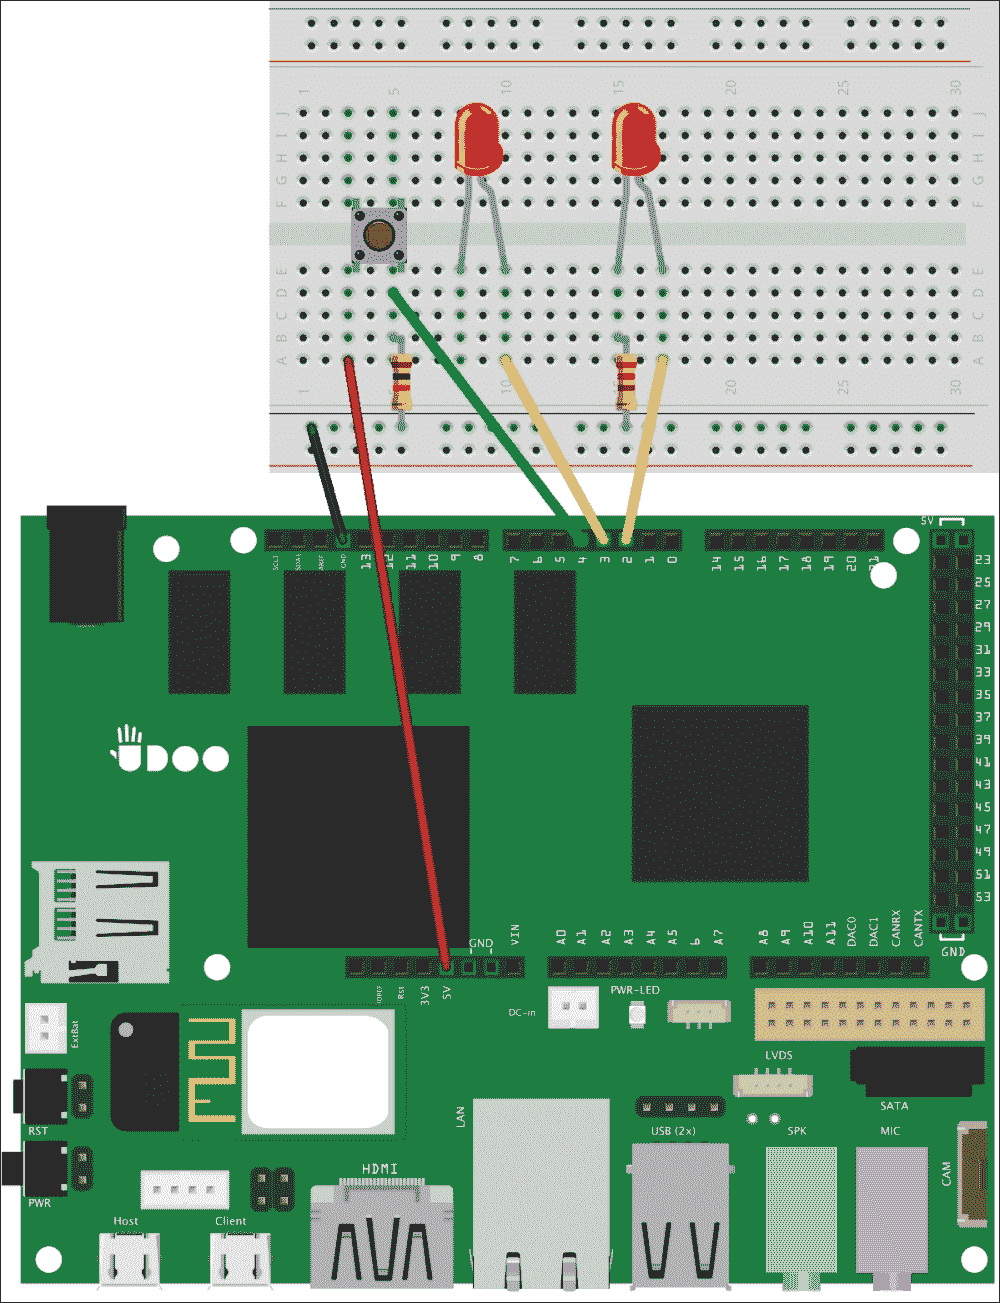 1 5 10 15 20 25 30
J J
I I
H H
G G
F F
E E
D D
C C
B B
A A
1 10 15 20 25 30
5V
SCL1 SDA1 AREF GND 13 12 11 10 9 8
7 6 5 4 3 2 1 0
14 15 16 17 18 19 20 21
23
25
27
29
31
33
35
37
39
41
43
45
47
49
51
53
GND
IOREF Rst 3V3 5V GND VIN
A0 A1 A2 A3 A4 A5 6 A7
A8 A9 A10 A11 DAC0 DAC1 CANRX CANTX
DC-in
PWR-LED
ExtBat
LVDS
SATA
RST
LAN
USB (2x)
SPK
MIC
CAM
PWR
HDMI
Host
Client